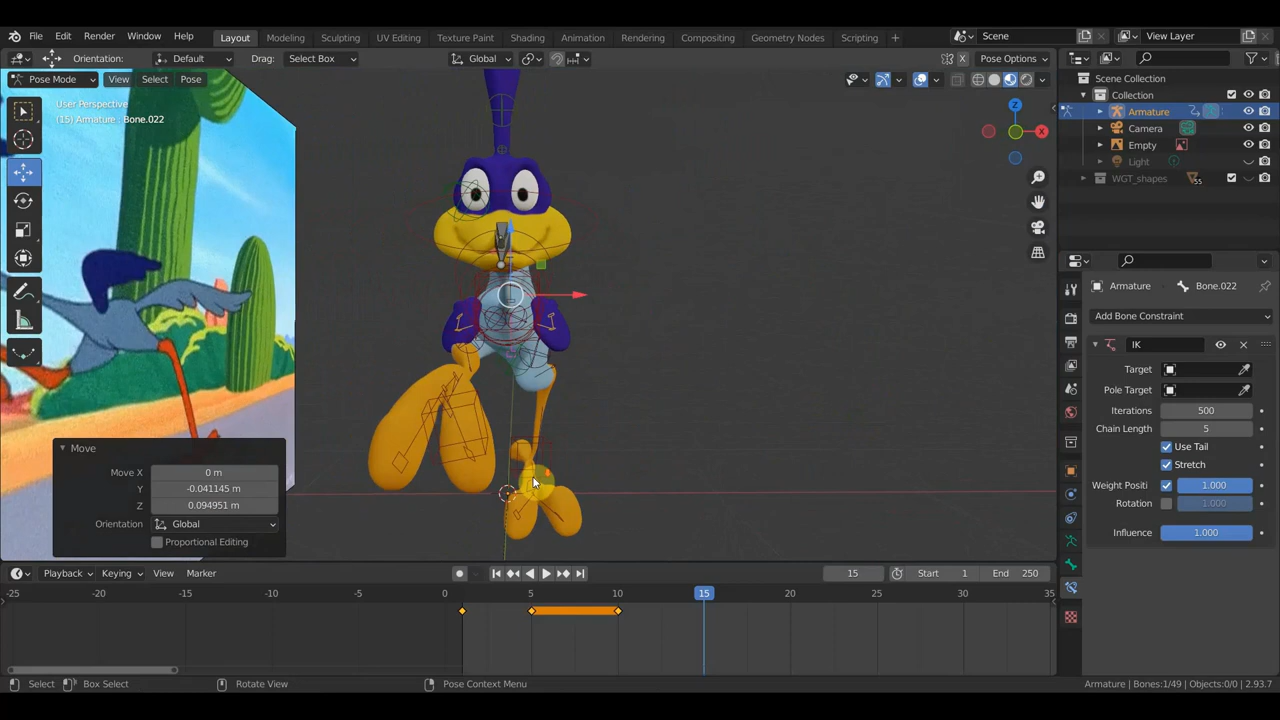 File Edit Render Window Help Layout Modeling Sculpting UV Editing Texture Paint Shading Animation Rendering Compositing Geometry Nodes Scripting + Scene View Layer
Orientation: Default Drag: Select Box Global Pose Options
Pose Mode View Select Pose
User Perspective
(15) Armature : Bone.022
Z
X
Scene Collection
Collection
Armature
Camera
Empty
Light
WGT_shapes 55
Armature Bone.022
Add Bone Constraint
IK
Target
Pole Target
Iterations 500
Chain Length 5
Use Tail
Stretch
Weight Positi 1.000
Rotation 1.000
Influence 1.000
Move
Move X 0 m
Y -0.041145 m
Z 0.094951 m
Orientation Global
Proportional Editing
Playback Keying View Marker 15 Start 1 End 250
-25 -20 -15 -10 -5 0 5 10 15 20 25 30 35
Select Box Select Rotate View Pose Context Menu Armature | Bones:1/49 | Objects:0/0 | 2.93.7